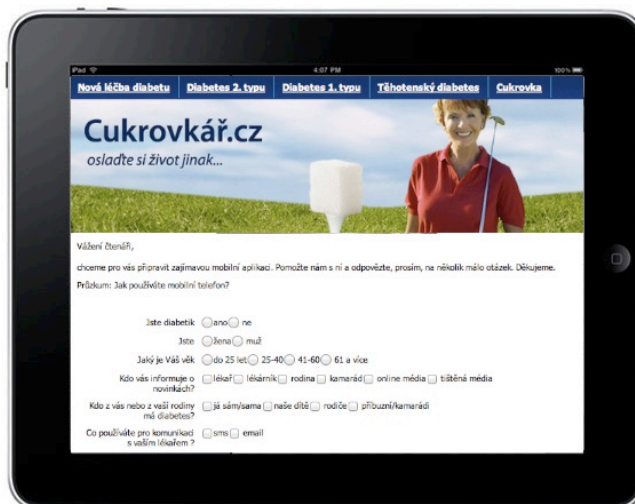 iPad 4:07 PM 100%
Nová léčba diabetu Diabetes 2. typu Diabetes 1. typu Těhotenský diabetes Cukrovka
Cukrovkář.cz
oslaďte si život jinak...
Vážení čtenáři,
chceme pro vás připravit zajímavou mobilní aplikaci. Pomožte nám s ní a odpovězte, prosím, na několik málo otázek. Děkujeme.
Průzkum: Jak používáte mobilní telefon?
Jste diabetik ano ne
Jste žena muž
Jaký je Váš věk do 25 let 25-40 41-60 61 a více
Kdo vás informuje o novinkách? lékař lékárník rodina kamarád online média tištěná média
Kdo z vás nebo z vaší rodiny má diabetes? já sám/sama naše dítě rodiče příbuzní/kamarádi
Co používáte pro komunikaci s vaším lékařem ? sms email